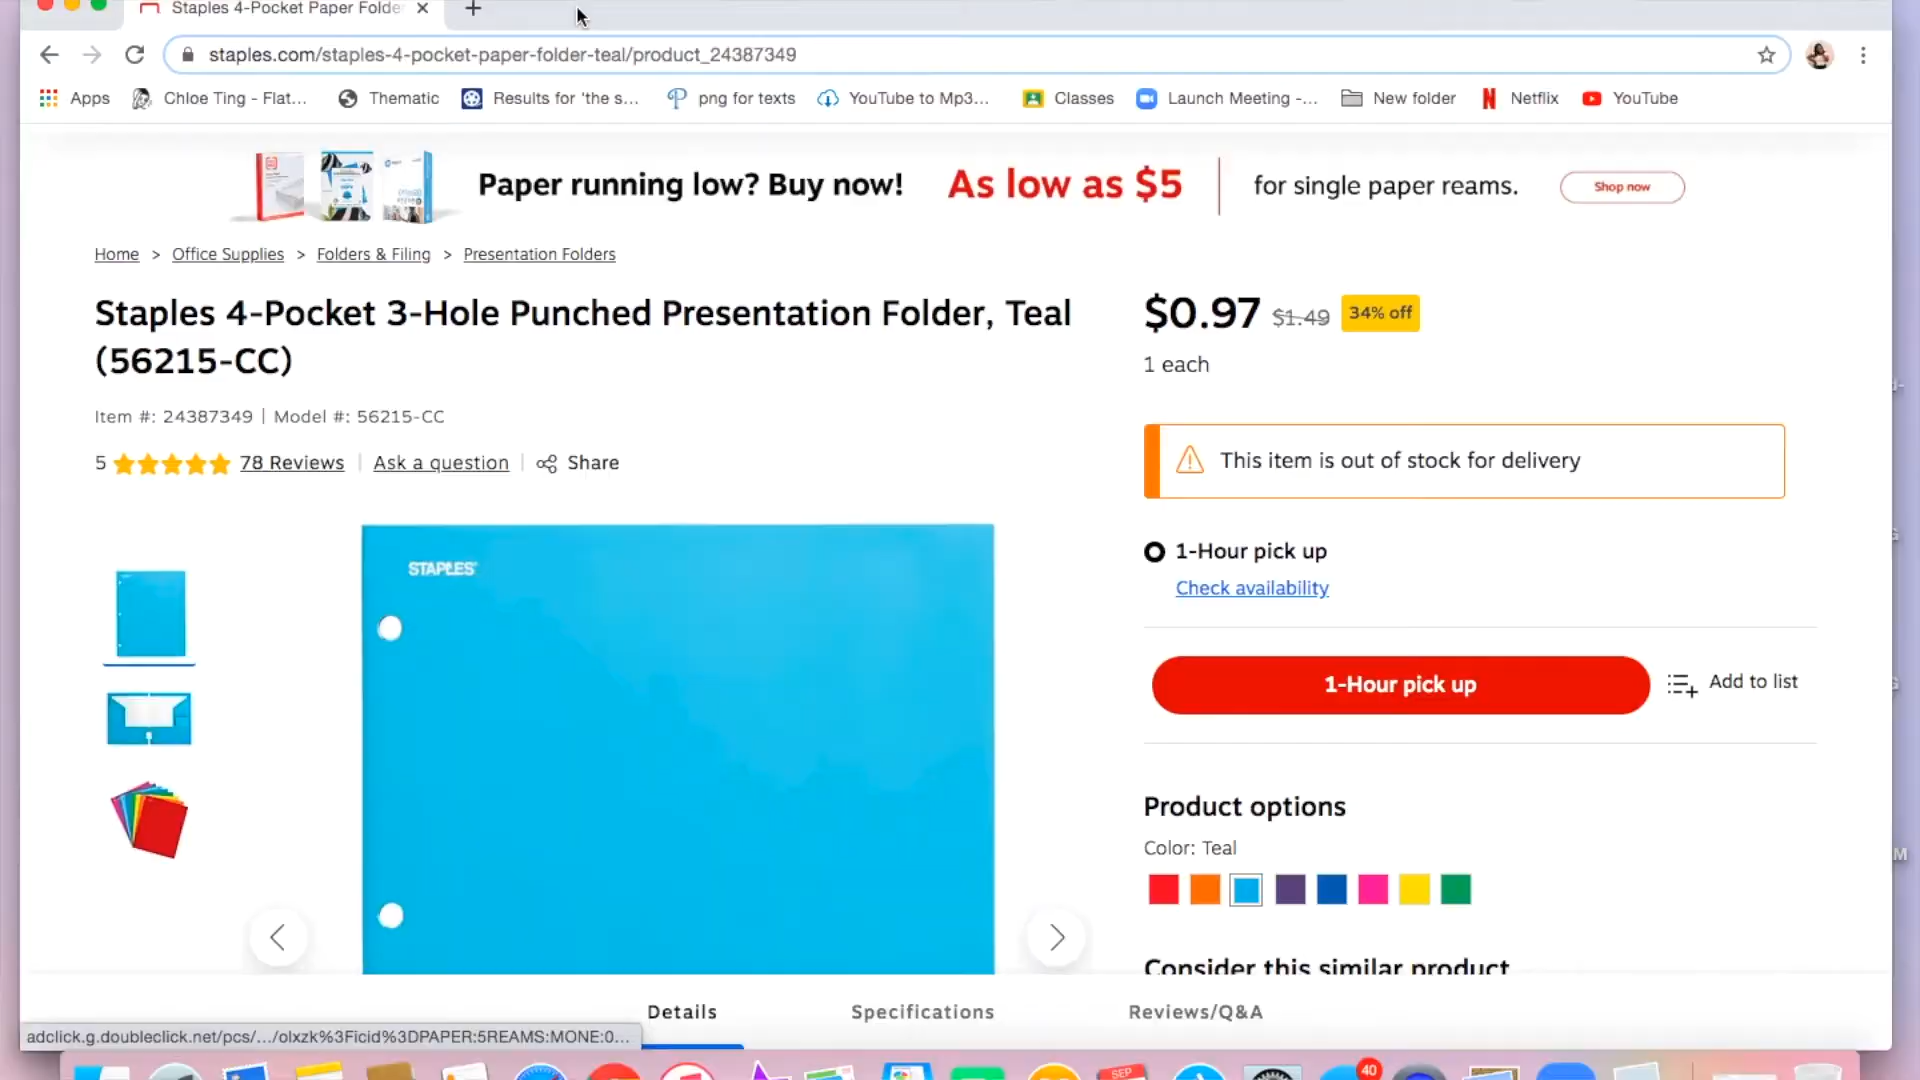 Staples 4-Pocket Paper Folde
staples.com/staples-4-pocket-paper-folder-teal/product_24387349
Apps Chloe Ting - Flat... Thematic Results for 'the s... png for texts YouTube to Mp3... Classes Launch Meeting -... New folder Netflix YouTube
Paper running low? Buy now! As low as $5 for single paper reams. Shop now
Home > Office Supplies > Folders & Filing > Presentation Folders
Staples 4-Pocket 3-Hole Punched Presentation Folder, Teal
(56215-CC)
Item #: 24387349 | Model #: 56215-CC
5 78 Reviews | Ask a question | Share
$0.97 $1.49 34% off
1 each
This item is out of stock for delivery
1-Hour pick up
Check availability
1-Hour pick up
Add to list
STAPLES
Product options
Color: Teal
Consider this similar product
Details Specifications Reviews/Q&A
adclick.g.doubleclick.net/pcs/.../olxzk%3Ficid%3DPAPER:5REAMS:MONE:0...
SEP
40